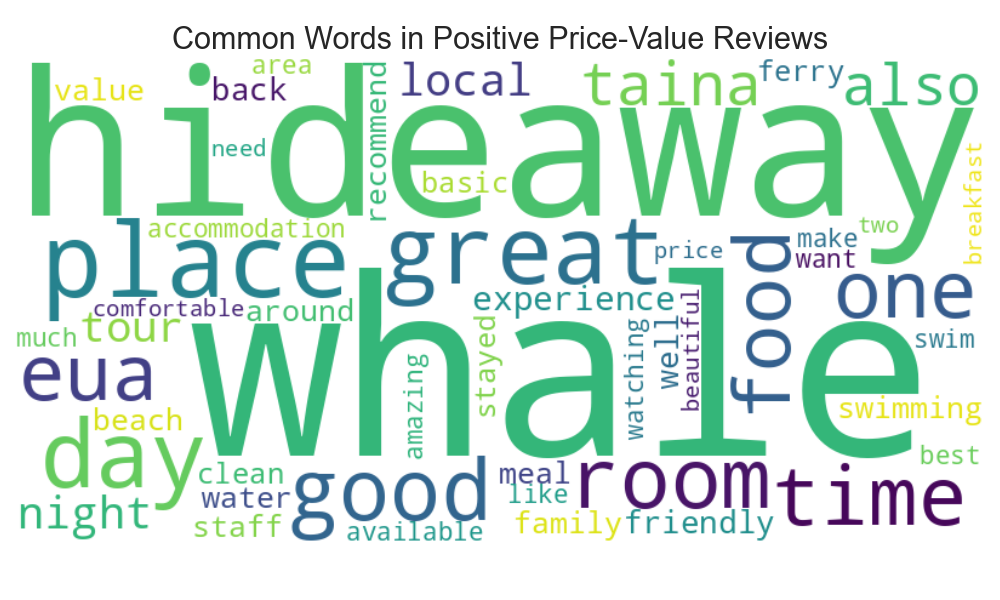 Common Words in Positive Price-Value Reviews
hideaway
whale
value
area
back
need
recommend
local
basic
taina
ferry
also
breakfast
accommodation
place
great
price
food
make
want
two
one
comfortable
around
experience
much
tour
eua
swim
amazing
stayed
watching
well
beautiful
beach
day
swimming
best
clean
water
good
meal
like
room
time
night
staff
available
family
friendly